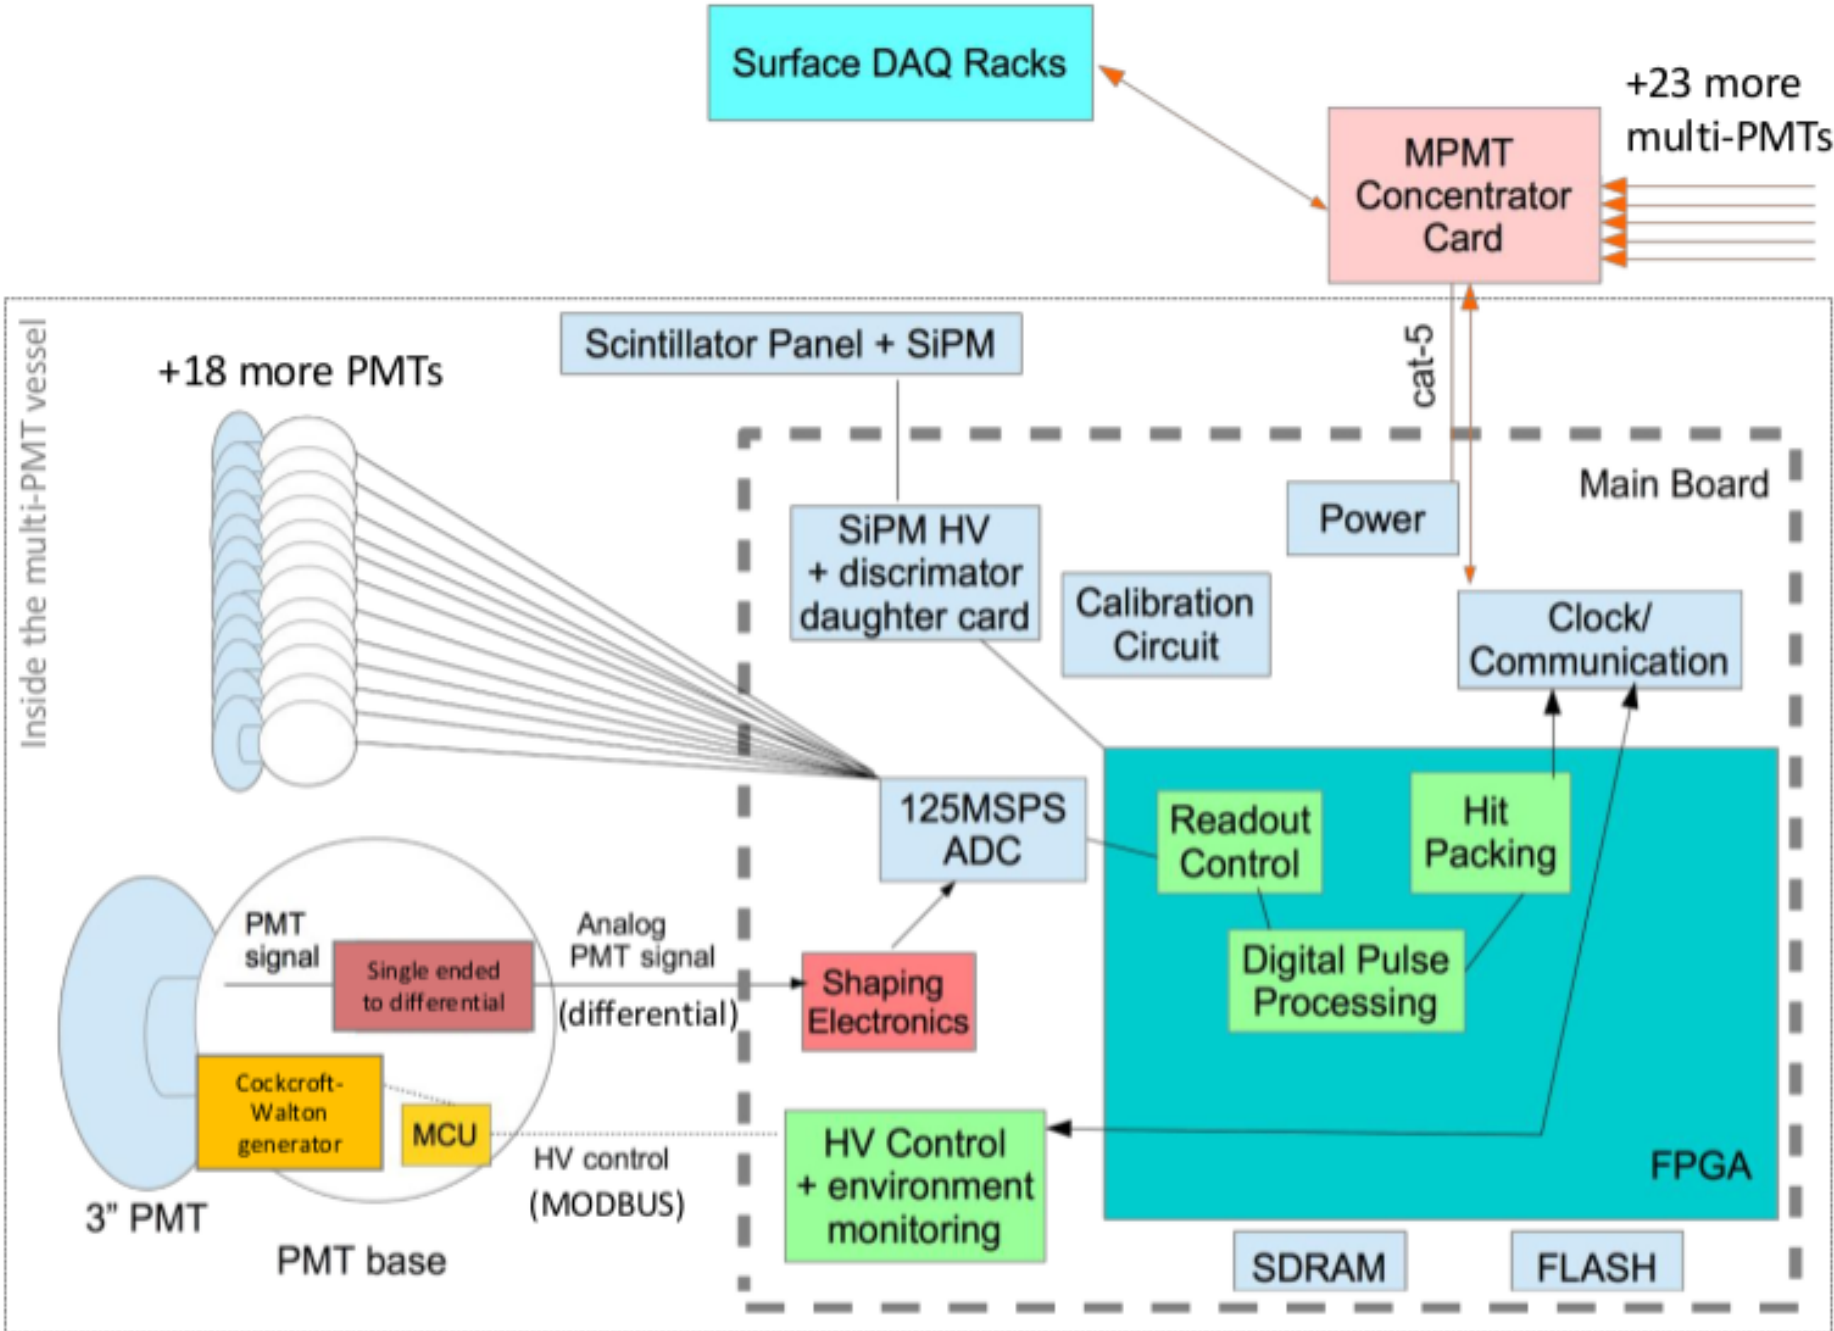 Surface DAQ Racks
+23 more
multi-PMTs
MPMT
Concentrator
Card
Inside the multi-PMT vessel
Scintillator Panel + SiPM
cat-5
+18 more PMTs
Main Board
Power
SiPM HV
+ discrimator
daughter card
Calibration
Circuit
Clock/
Communication
125MSPS
ADC
Readout
Control
Hit
Packing
PMT
signal
Single ended
to differential
Analog
PMT signal
(differential)
Shaping
Electronics
Digital Pulse
Processing
Cockcroft-
Walton
generator
MCU
HV control
(MODBUS)
HV Control
+ environment
monitoring
FPGA
3" PMT
PMT base
SDRAM
FLASH